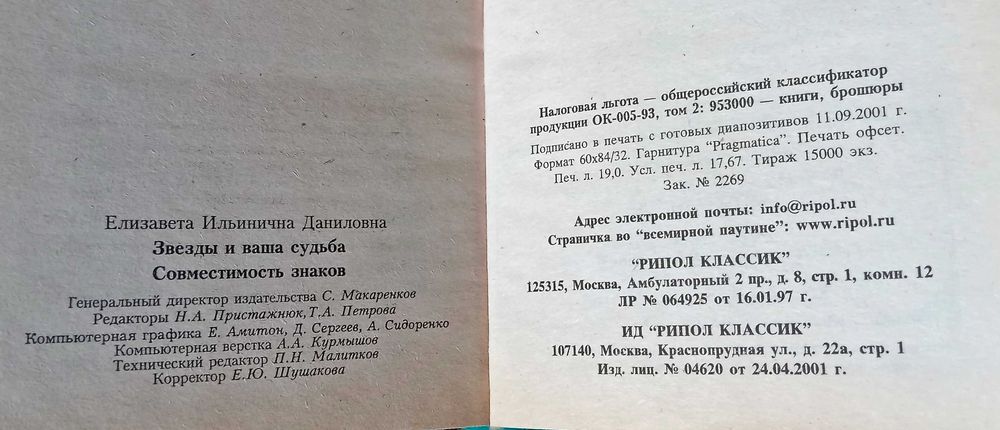 Елизавета Ильинична Даниловна
Звезды и ваша судьба
Совместимость знаков
Генеральный директор издательства С. Макаренков
Редакторы Н.А. Пристажнюк, Т.А. Петрова
Компьютерная графика Е. Амитон, Д. Сергеев, А. Сидоренко
Компьютерная верстка А.А. Курмышов
Технический редактор П.Н. Малитков
Корректор Е.Ю. Шушакова
Налоговая льгота — общероссийский классификатор
продукции ОК-005-93, том 2: 953000 — книги, брошюры
Подписано в печать с готовых диапозитивов 11.09.2001 г.
Формат 60x84/32. Гарнитура "Pragmatica". Печать офсет.
Печ. л. 19,0. Усл. печ. л. 17,67. Тираж 15000 экз.
Зак. № 2269
Адрес электронной почты: info@ripol.ru
Страничка во "всемирной паутине": www.ripol.ru
"РИПОЛ КЛАССИК"
125315, Москва, Амбулаторный 2 пр., д. 8, стр. 1, комн. 12
ЛР № 064925 от 16.01.97 г.
ИД "РИПОЛ КЛАССИК"
107140, Москва, Краснопрудная ул., д. 22а, стр. 1
Изд. лиц. № 04620 от 24.04.2001 г.